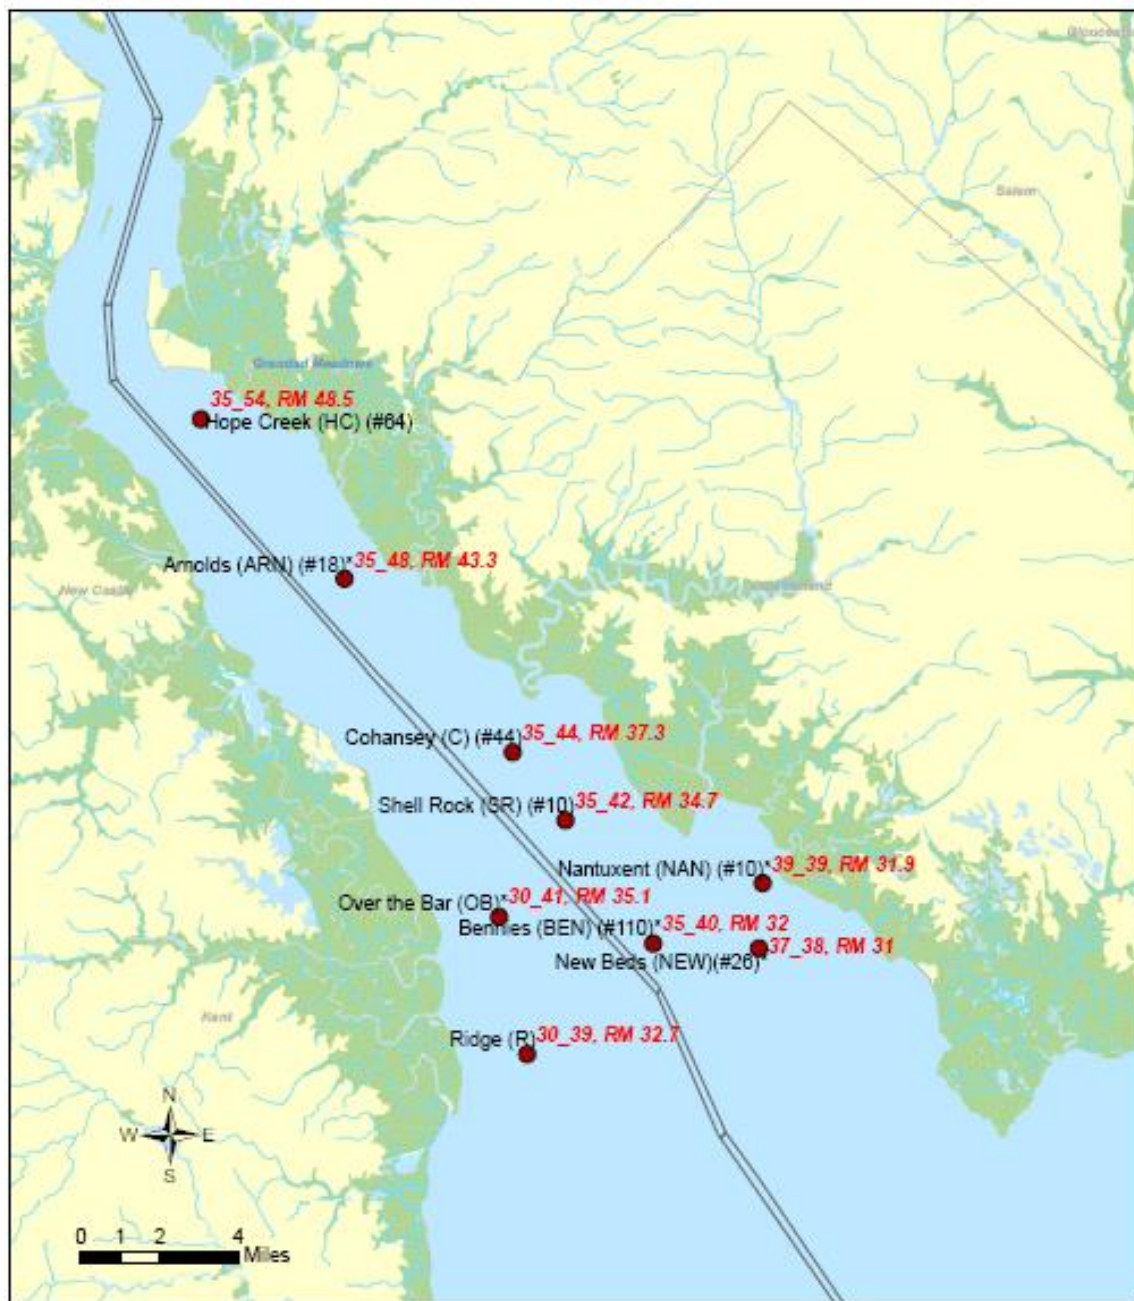 Gloucester
Salem
35_54, RM 48.5
Hope Creek (HC) (#64)
Arnolds (ARN) (#18)* 35_48, RM 43.3
New Castle
Cohansey (C) (#44) 35_44, RM 37.3
Shell Rock (SR) (#10) 35_42, RM 34.7
Nantuxent (NAN) (#10)* 39_39, RM 31.9
Over the Bar (OB)* 30_41, RM 35.1
Bennies (BEN) (#110)* 35_40, RM 32
New Beds (NEW)(#26) 37_38, RM 31
Kent
Ridge (R) 30_39, RM 32.7
N
W E
S
0 1 2 4
Miles